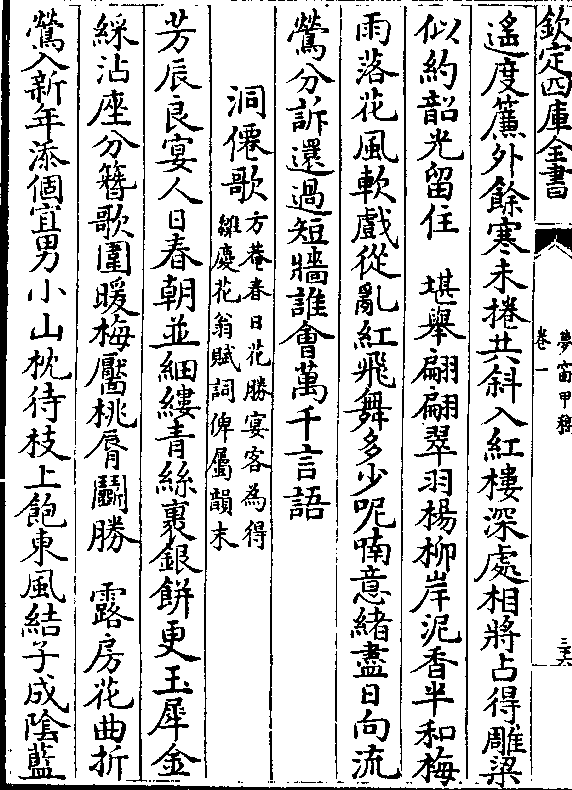 欽定四庫全書
夢窗甲稿
卷一
三六
遙度簾外餘寒未捲共斜入紅樓深處相將占得雕梁
似約韶光留住　堪舉翩翩翠羽楊柳岸泥香半和梅
雨落花風軟戲從亂紅飛舞多少呢喃意緒盡日向流
鶯分訴還過短牆誰會萬千言語
洞僊歌
方菴春日花勝宴客為得
雛慶花翁賦詞俾屬韻末
芳辰良宴人日春朝並細縷青絲裹銀餅更玉犀金
綵沾座分簪歌圍暖梅靨桃脣鬬勝　露房花曲折
鶯入新年添個宜男小山枕待枝上飽東風結子成陰藍